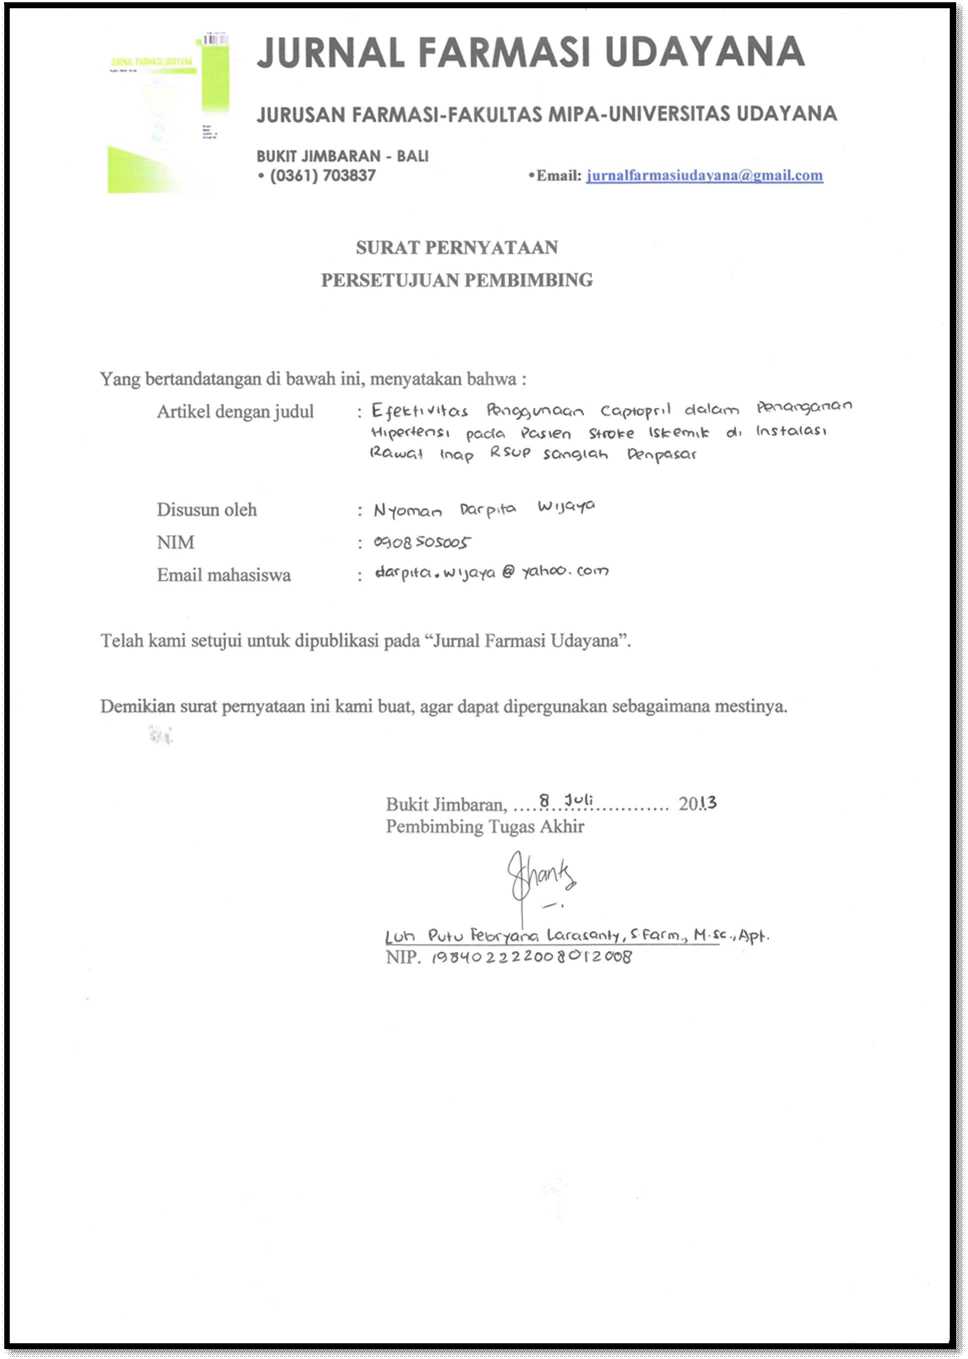 JURNAL FARMASI UDAYANA
JURNAL FARMASI UDAYANA
JURUSAN FARMASI-FAKULTAS MIPA-UNIVERSITAS UDAYANA
BUKIT JIMBARAN - BALI
• (0361) 703837 •Email: jurnalfarmasiudayana@gmail.com
SURAT PERNYATAAN
PERSETUJUAN PEMBIMBING
Yang bertandatangan di bawah ini, menyatakan bahwa :
Artikel dengan judul : Efektivitas Penggunaan Captopril dalam Penanganan
Hipertensi pada Pasien Stroke Iskemik di Instalasi
Rawat Inap RSUP Sanglah Denpasar
Disusun oleh : Nyoman Darpita Wijaya
NIM : 0908505005
Email mahasiswa : darpita.wijaya@yahoo.com
Telah kami setujui untuk dipublikasi pada “Jurnal Farmasi Udayana”.
Demikian surat pernyataan ini kami buat, agar dapat dipergunakan sebagaimana mestinya.
Bukit Jimbaran, ....8 Juli............ 2013
Pembimbing Tugas Akhir
Luh Putu Febryana Larasanty, S Farm., M.Sc., Apt.
NIP. 198402222008012008